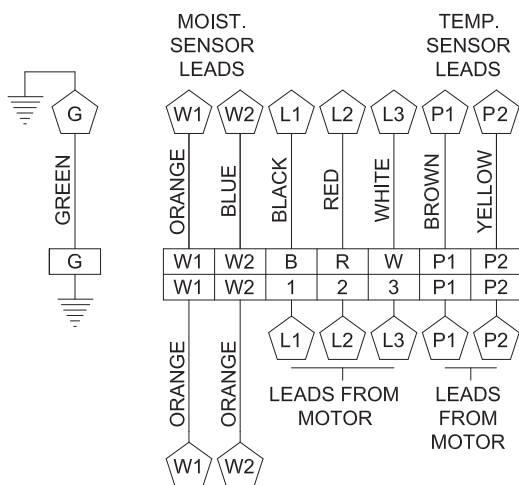 MOIST.
SENSOR
LEADS
TEMP.
SENSOR
LEADS
G
W1
W2
L1
L2
L3
P1
P2
GREEN
ORANGE
BLUE
BLACK
RED
WHITE
BROWN
YELLOW
G
W1
W2
B
R
W
P1
P2
W1
W2
1
2
3
P1
P2
L1
L2
L3
P1
P2
ORANGE
ORANGE
LEADS FROM
MOTOR
LEADS
FROM
MOTOR
W1
W2